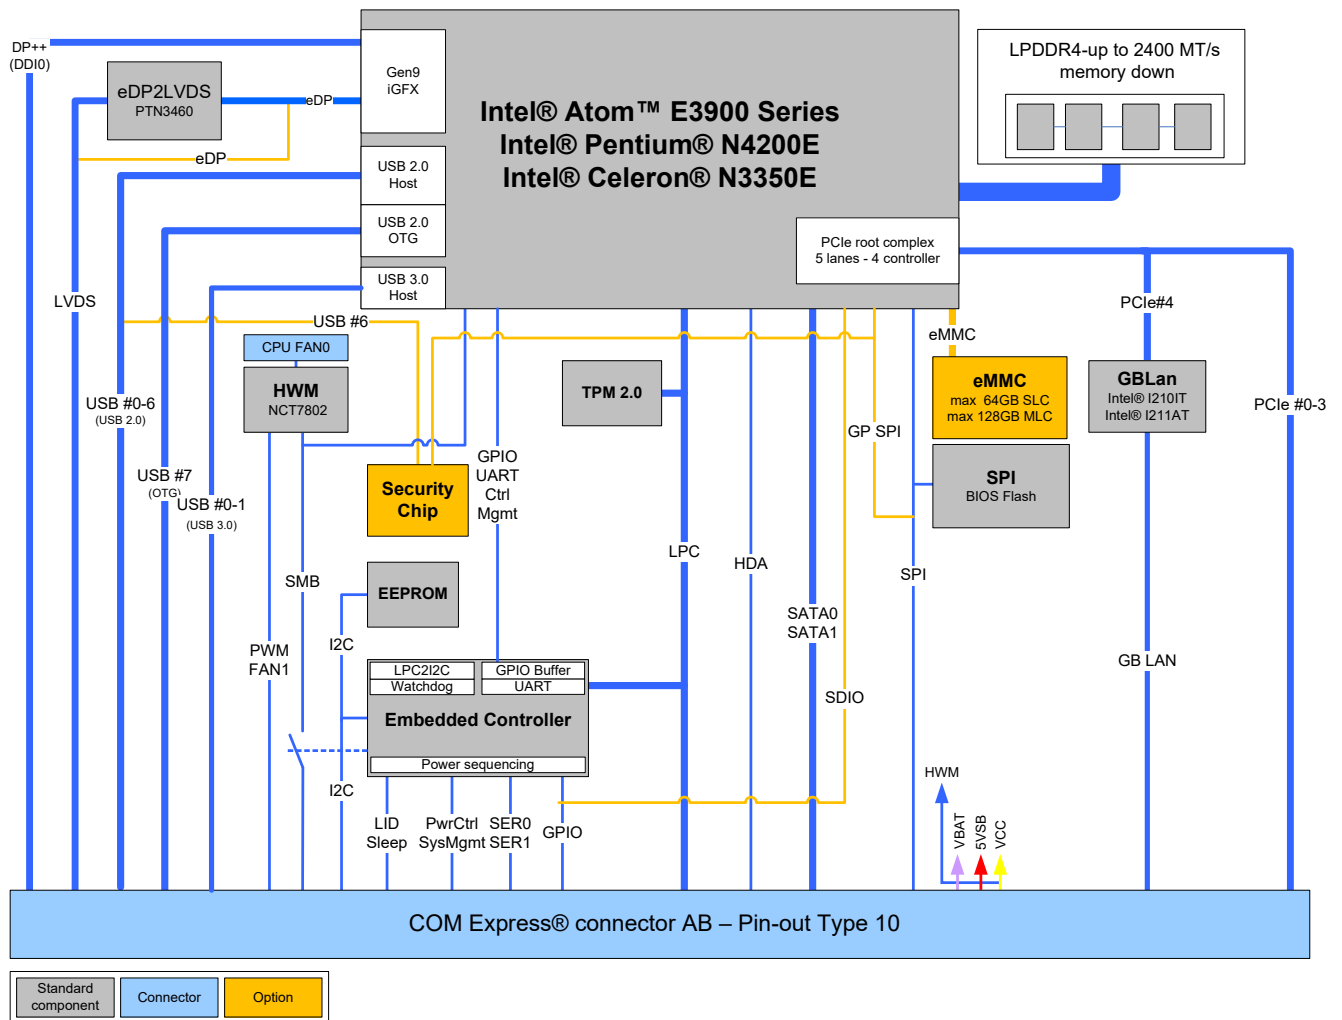 DP++
(DDI0)
eDP2LVDS
PTN3460
eDP
eDP
Gen9
iGFX
USB 2.0
Host
USB 2.0
OTG
USB 3.0
Host
Intel® Atom™ E3900 Series
Intel® Pentium® N4200E
Intel® Celeron® N3350E
PCIe root complex
5 lanes - 4 controller
LPDDR4-up to 2400 MT/s
memory down
LVDS
USB #6
CPU FAN0
HWM
NCT7802
USB #0-6
(USB 2.0)
USB #7
(OTG)
USB #0-1
(USB 3.0)
Security
Chip
GPIO
UART
Ctrl
Mgmt
TPM 2.0
GP SPI
eMMC
eMMC
max 64GB SLC
max 128GB MLC
PCIe#4
GBLan
Intel® I210IT
Intel® I211AT
PCIe #0-3
SPI
BIOS Flash
SMB
EEPROM
I2C
PWM
FAN1
LPC
HDA
SATA0
SATA1
SPI
SDIO
GB LAN
LPC2I2C
Watchdog
GPIO Buffer
UART
Embedded Controller
Power sequencing
I2C
LID
Sleep
PwrCtrl
SysMgmt
SER0
SER1
GPIO
HWM
VBAT
5VSB
VCC
COM Express® connector AB – Pin-out Type 10
Standard
component
Connector
Option